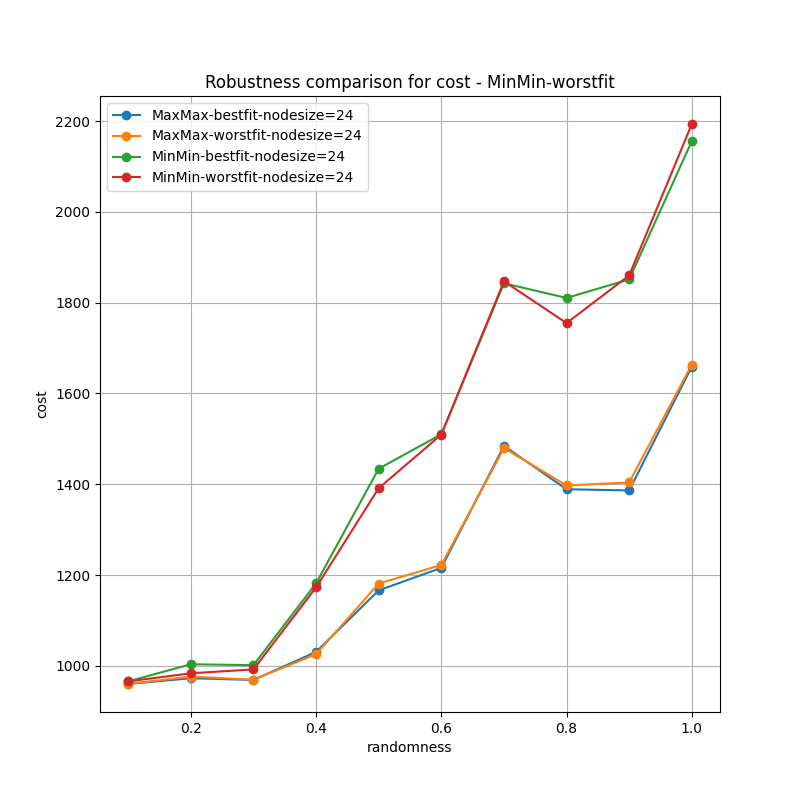 Robustness comparison for cost - MinMin-worstfit
MaxMax-bestfit-nodesize=24
MaxMax-worstfit-nodesize=24
MinMin-bestfit-nodesize=24
MinMin-worstfit-nodesize=24
2200
2000
1800
1600
1400
1200
1000
cost
0.2 0.4 0.6 0.8 1.0
randomness